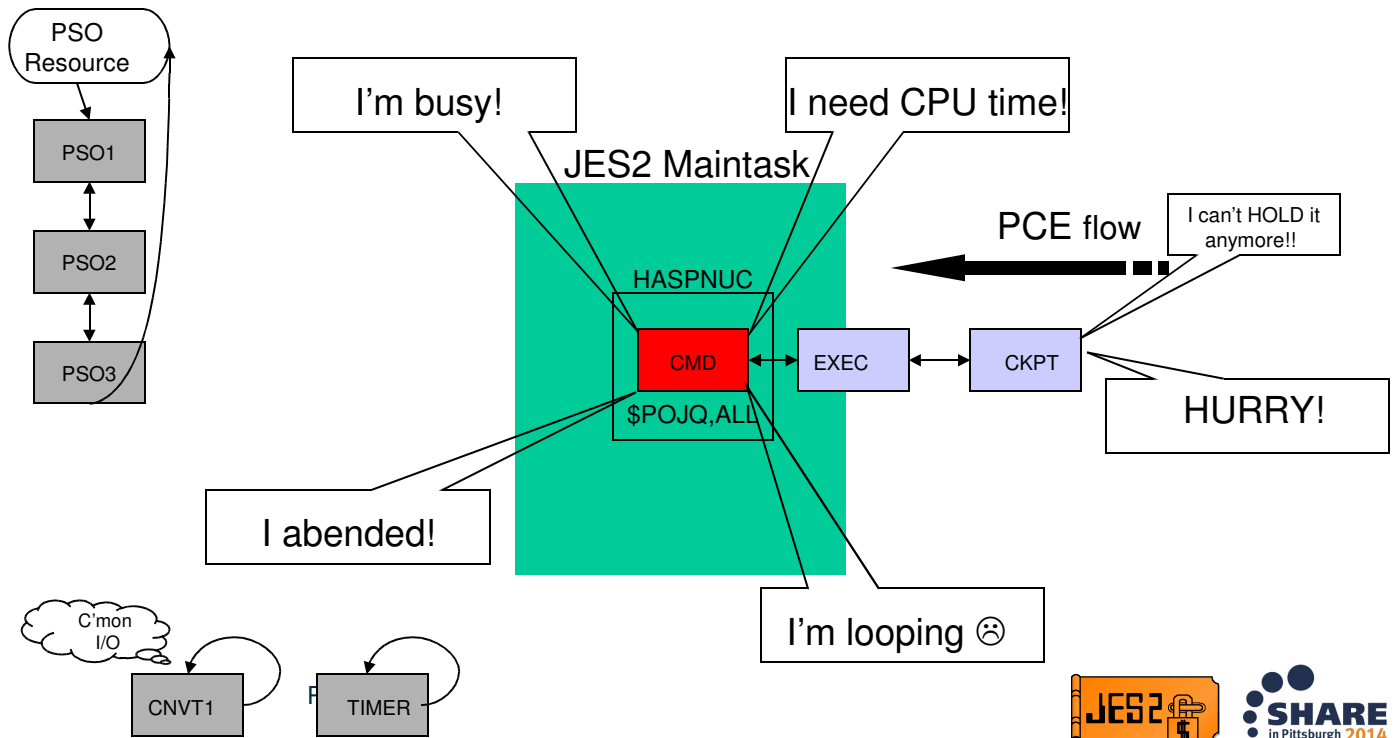 PSO
Resource
PSO1
PSO2
PSO3
I'm busy!
I need CPU time!
JES2 Maintask
PCE flow
I can't HOLD it
anymore!!
HASPNUC
CMD
EXEC
CKPT
$POJQ,ALL
HURRY!
I abended!
I'm looping ☹
C'mon
I/O
CNVT1
TIMER
JES2
$
SHARE
in Pittsburgh 2014